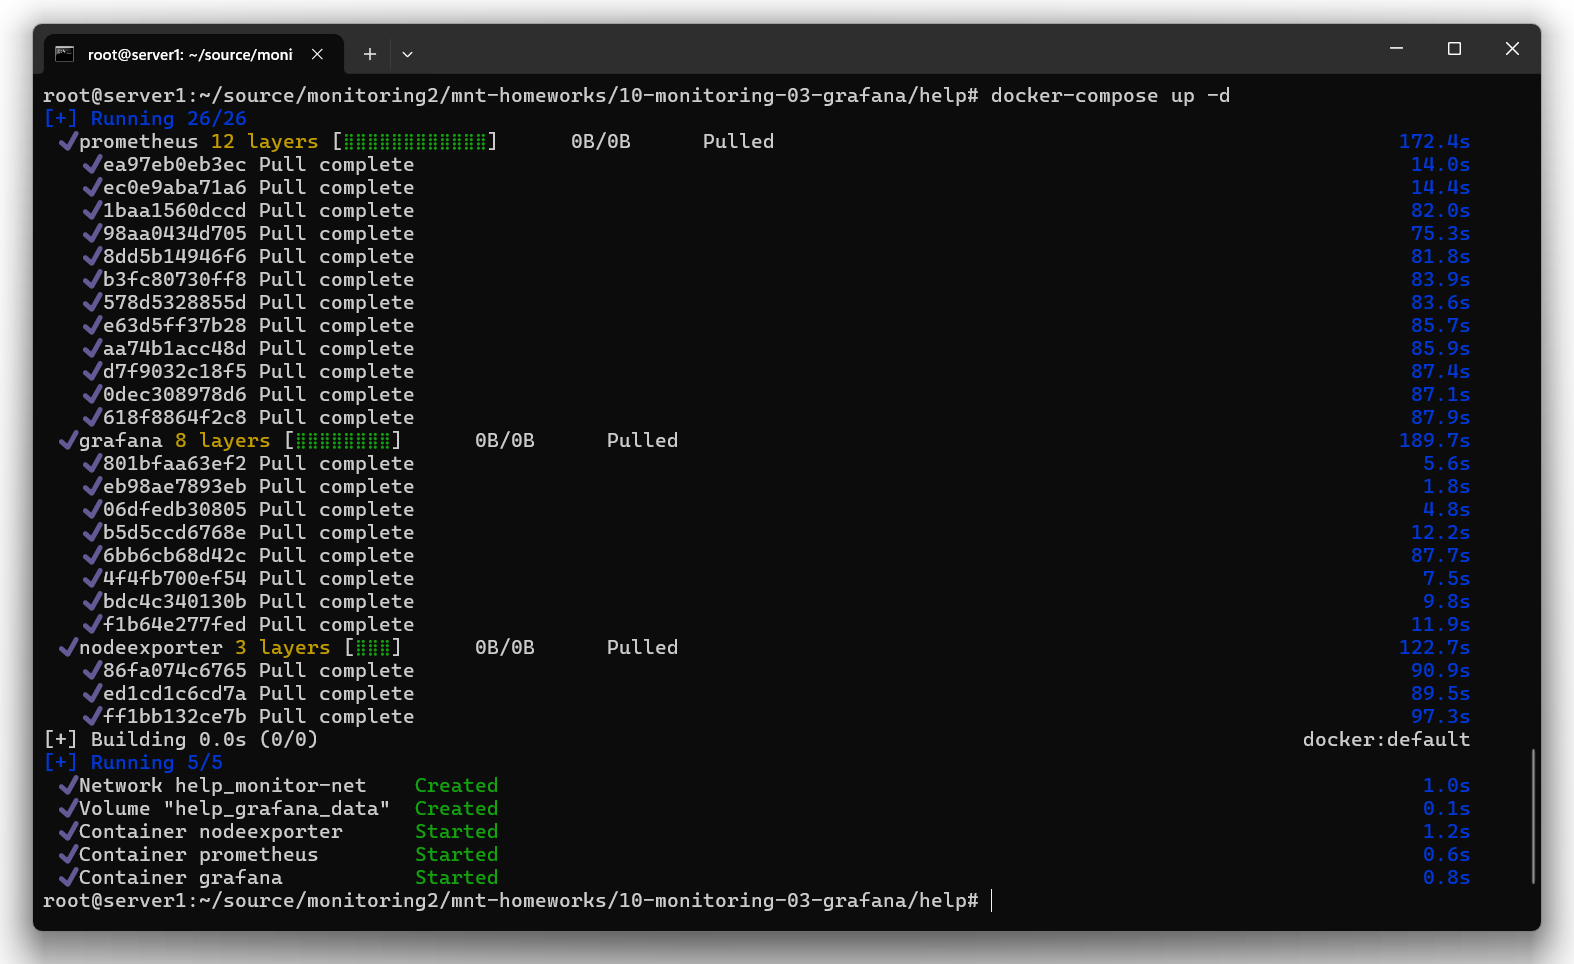 root@server1: ~/source/moni
root@server1:~/source/monitoring2/mnt-homeworks/10-monitoring-03-grafana/help# docker-compose up -d
[+] Running 26/26
✔prometheus 12 layers [⣿⣿⣿⣿⣿⣿⣿⣿⣿⣿⣿⣿] 0B/0B Pulled 172.4s
✔ea97eb0eb3ec Pull complete 14.0s
✔ec0e9aba71a6 Pull complete 14.4s
✔1baa1560dccd Pull complete 82.0s
✔98aa0434d705 Pull complete 75.3s
✔8dd5b14946f6 Pull complete 81.8s
✔b3fc80730ff8 Pull complete 83.9s
✔578d5328855d Pull complete 83.6s
✔e63d5ff37b28 Pull complete 85.7s
✔aa74b1acc48d Pull complete 85.9s
✔d7f9032c18f5 Pull complete 87.4s
✔0dec308978d6 Pull complete 87.1s
✔618f8864f2c8 Pull complete 87.9s
✔grafana 8 layers [⣿⣿⣿⣿⣿⣿⣿⣿] 0B/0B Pulled 189.7s
✔801bfaa63ef2 Pull complete 5.6s
✔eb98ae7893eb Pull complete 1.8s
✔06dfedb30805 Pull complete 4.8s
✔b5d5ccd6768e Pull complete 12.2s
✔6bb6cb68d42c Pull complete 87.7s
✔4f4fb700ef54 Pull complete 7.5s
✔bdc4c340130b Pull complete 9.8s
✔f1b64e277fed Pull complete 11.9s
✔nodeexporter 3 layers [⣿⣿⣿] 0B/0B Pulled 122.7s
✔86fa074c6765 Pull complete 90.9s
✔ed1cd1c6cd7a Pull complete 89.5s
✔ff1bb132ce7b Pull complete 97.3s
[+] Building 0.0s (0/0) docker:default
[+] Running 5/5
✔Network help_monitor-net Created 1.0s
✔Volume "help_grafana_data" Created 0.1s
✔Container nodeexporter Started 1.2s
✔Container prometheus Started 0.6s
✔Container grafana Started 0.8s
root@server1:~/source/monitoring2/mnt-homeworks/10-monitoring-03-grafana/help#